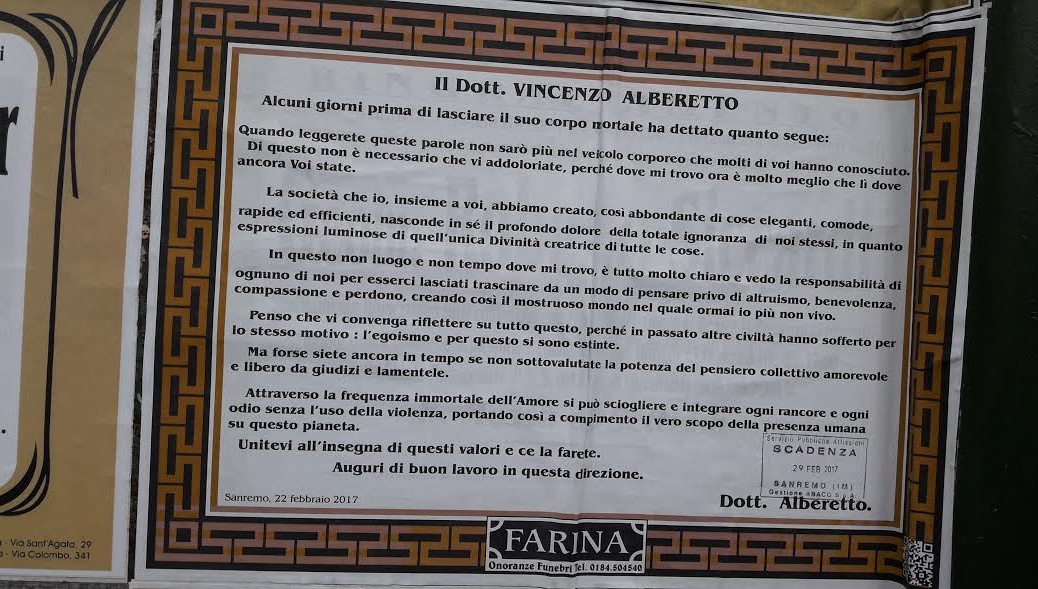 Il Dott. VINCENZO ALBERETTO
Alcuni giorni prima di lasciare il suo corpo mortale ha dettato quanto segue:
Quando leggerete queste parole non sarò più nel veicolo corporeo che molti di voi hanno conosciuto.
Di questo non è necessario che vi addoloriate, perché dove mi trovo ora è molto meglio che lì dove
ancora Voi state.
La società che io, insieme a voi, abbiamo creato, così abbondante di cose eleganti, comode,
rapide ed efficienti, nasconde in sé il profondo dolore della totale ignoranza di noi stessi, in quanto
espressioni luminose di quell'unica Divinità creatrice di tutte le cose.
In questo non luogo e non tempo dove mi trovo, è tutto molto chiaro e vedo la responsabilità di
ognuno di noi per esserci lasciati trascinare da un modo di pensare privo di altruismo, benevolenza,
compassione e perdono, creando così il mostruoso mondo nel quale ormai io più non vivo.
Penso che vi convenga riflettere su tutto questo, perché in passato altre civiltà hanno sofferto per
lo stesso motivo : l'egoismo e per questo si sono estinte.
Ma forse siete ancora in tempo se non sottovalutate la potenza del pensiero collettivo amorevole
e libero da giudizi e lamentele.
Attraverso la frequenza immortale dell'Amore si può sciogliere e integrare ogni rancore e ogni
odio senza l'uso della violenza, portando così a compimento il vero scopo della presenza umana
su questo pianeta.
Unitevi all'insegna di questi valori e ce la farete.
Auguri di buon lavoro in questa direzione.
Servizio Pubbliche Affissioni
SCADENZA
29 FEB 2017
SANREMO (IM)
Gestione ABACO S.p.A.
Sanremo, 22 febbraio 2017
Dott. Alberetto.
FARINA
Onoranze Funebri Tel. 0184.504540
i
r
.
- Via Sant'Agata, 29
a - Via Colombo, 341